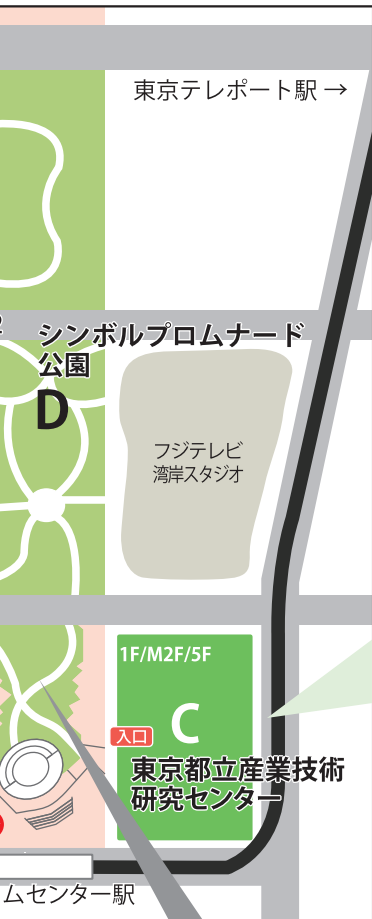 東京テレポート駅→
2
シンボルプロムナード
公園
D
フジテレビ
湾岸スタジオ
1F/M2F/5F
C
入口
東京都立産業技術
研究センター
ムセンター駅